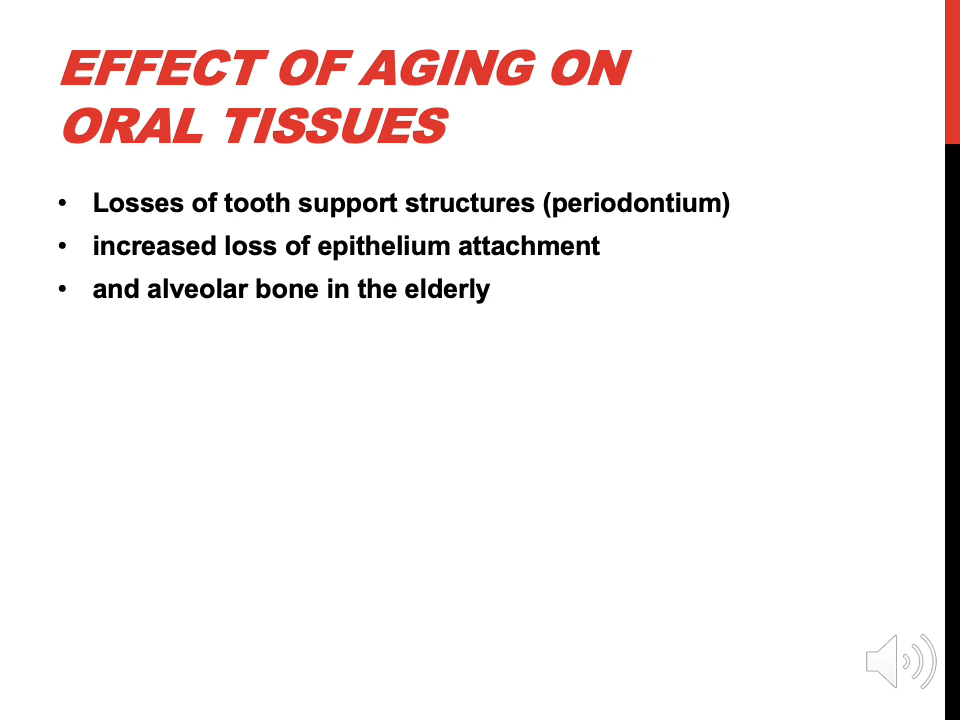 EFFECT OF AGING ON
ORAL TISSUES
• Losses of tooth support structures (periodontium)
• increased loss of epithelium attachment
• and alveolar bone in the elderly